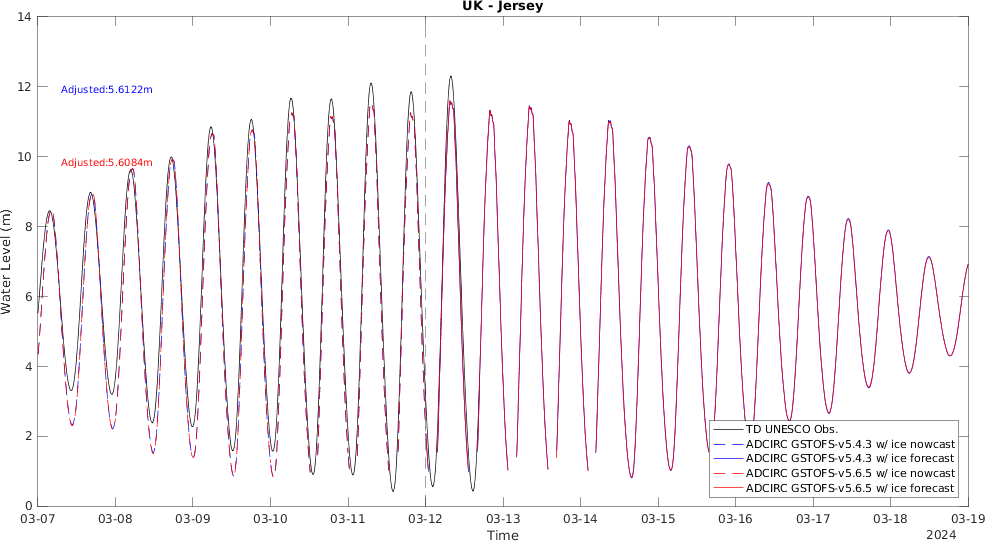 UK - Jersey
14
12
10
8
6
4
2
0
Water Level (m)
Adjusted:5.6122m
Adjusted:5.6084m
TD UNESCO Obs.
ADCIRC GSTOFS-v5.4.3 w/ ice nowcast
ADCIRC GSTOFS-v5.4.3 w/ ice forecast
ADCIRC GSTOFS-v5.6.5 w/ ice nowcast
ADCIRC GSTOFS-v5.6.5 w/ ice forecast
03-07 03-08 03-09 03-10 03-11 03-12 03-13 03-14 03-15 03-16 03-17 03-18 03-19
Time
2024